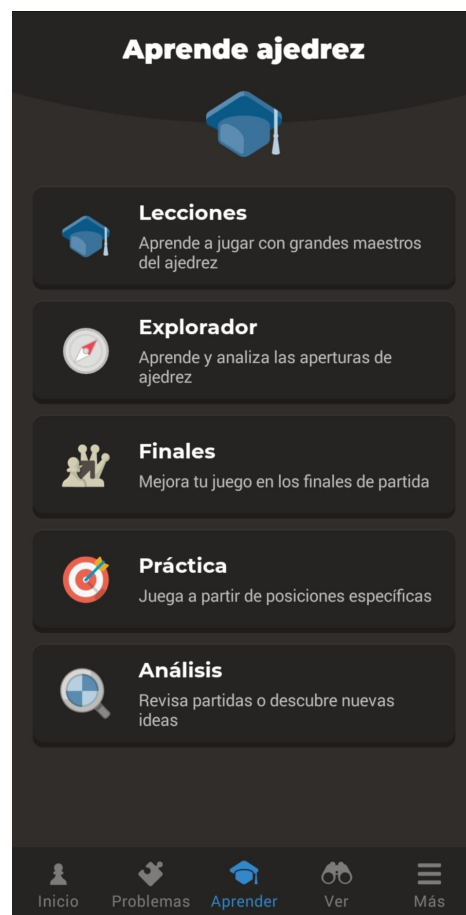 Aprende ajedrez
Lecciones
Aprende a jugar con grandes maestros
del ajedrez
Explorador
Aprende y analiza las aperturas de
ajedrez
Finales
Mejora tu juego en los finales de partida
Práctica
Juega a partir de posiciones específicas
Análisis
Revisa partidas o descubre nuevas
ideas
Inicio Problemas Aprender Ver Más